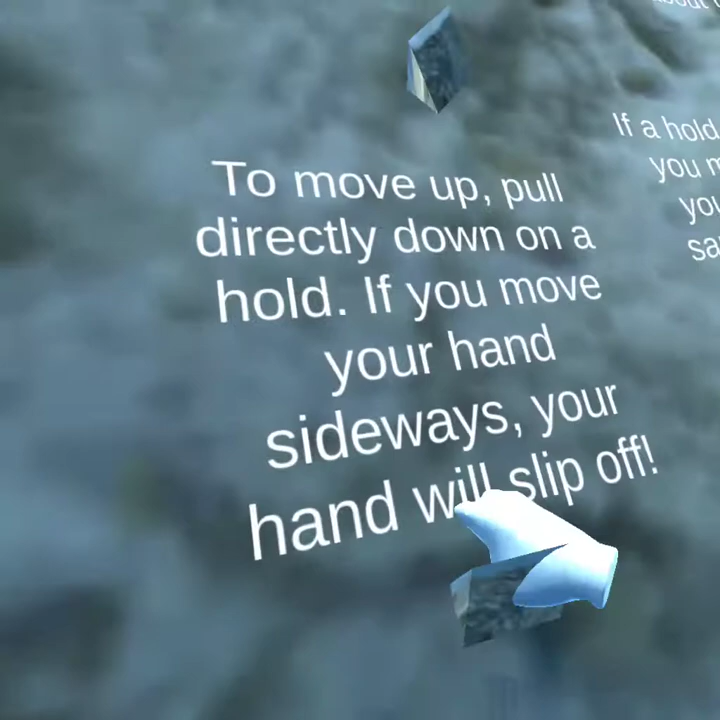 To move up, pull
directly down on a
hold. If you move
your hand
sideways, your
hand will slip off!
If a hold
you